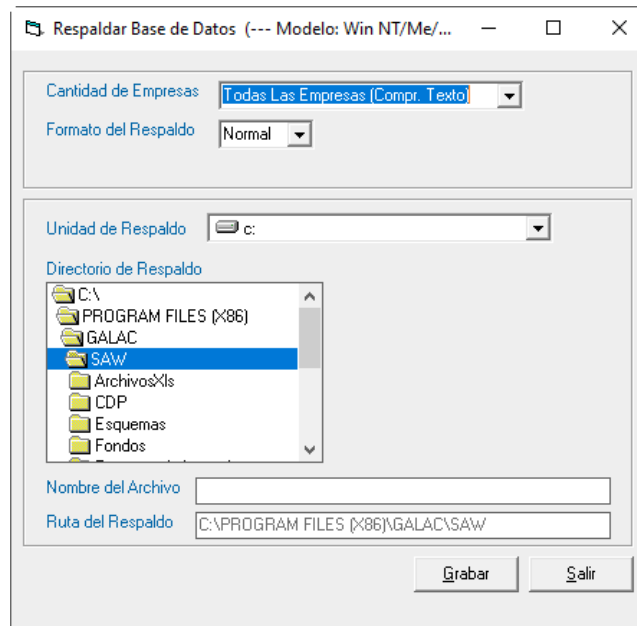 Respaldar Base de Datos (--- Modelo: Win NT/Me/...
Cantidad de Empresas Todas Las Empresas (Compr. Texto)
Formato del Respaldo Normal
Unidad de Respaldo c:
Directorio de Respaldo
C:\
PROGRAM FILES (X86)
GALAC
SAW
ArchivosXls
CDP
Esquemas
Fondos
Nombre del Archivo
Ruta del Respaldo C:\PROGRAM FILES (X86)\GALAC\SAW
Grabar Salir